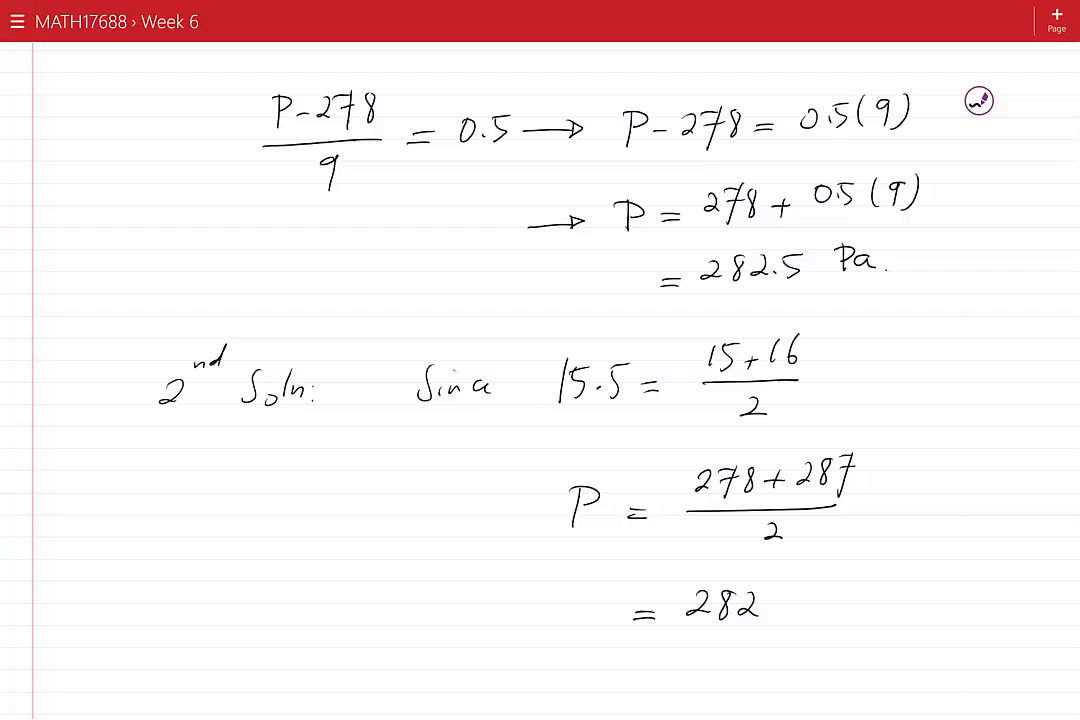 ☰ MATH17688 › Week 6
+ Page
(P-278)/9 = 0.5 → P-278 = 0.5(9)
→ P = 278 + 0.5(9)
= 282.5 Pa.
2nd Soln: Since 15.5 = (15+16)/2
P = (278+287)/2
= 282